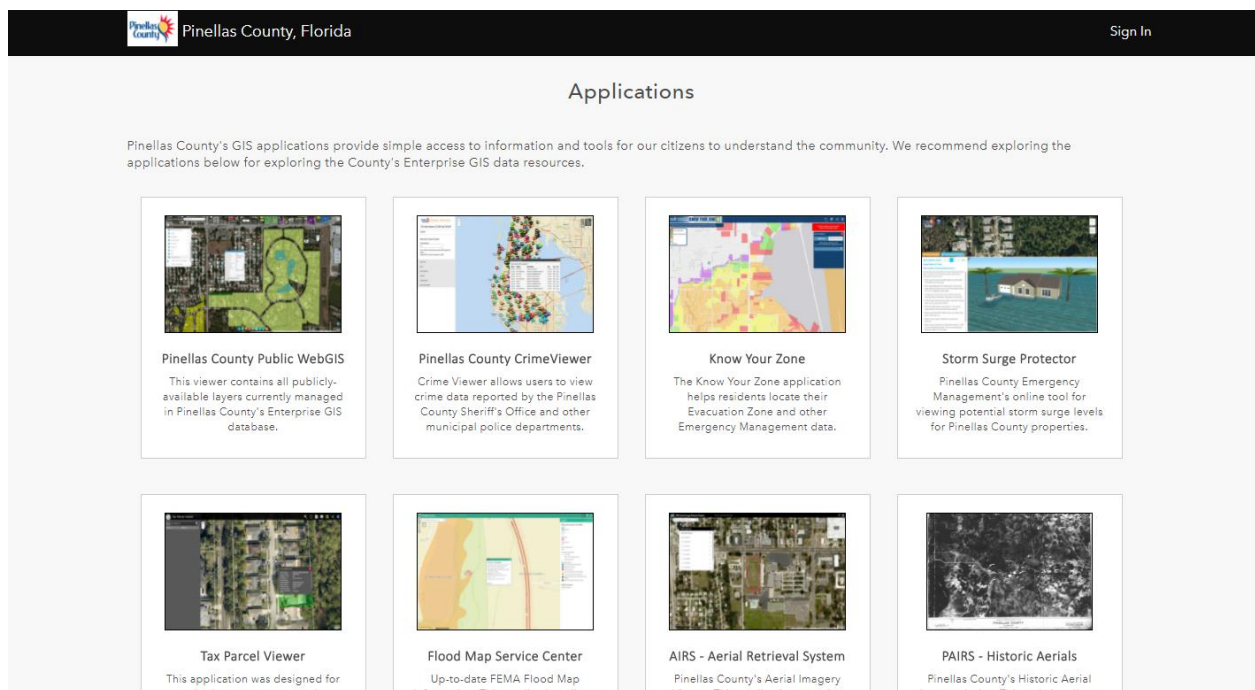 Pinellas County
Pinellas County, Florida
Sign In
Applications
Pinellas County's GIS applications provide simple access to information and tools for our citizens to understand the community. We recommend exploring the
applications below for exploring the County's Enterprise GIS data resources.
Pinellas County Public WebGIS
This viewer contains all publicly-
available layers currently managed
in Pinellas County's Enterprise GIS
database.
Pinellas County CrimeViewer
Crime Viewer allows users to view
crime data reported by the Pinellas
County Sheriff's Office and other
municipal police departments.
KNOW YOUR ZONE
Know Your Zone
The Know Your Zone application
helps residents locate their
Evacuation Zone and other
Emergency Management data.
Storm Surge Protector
Pinellas County Emergency
Management's online tool for
viewing potential storm surge levels
for Pinellas County properties.
Tax Parcel Viewer
This application was designed for
Flood Map Service Center
Up-to-date FEMA Flood Map
AIRS - Aerial Retrieval System
Pinellas County's Aerial Imagery
PAIRS - Historic Aerials
Pinellas County's Historic Aerial